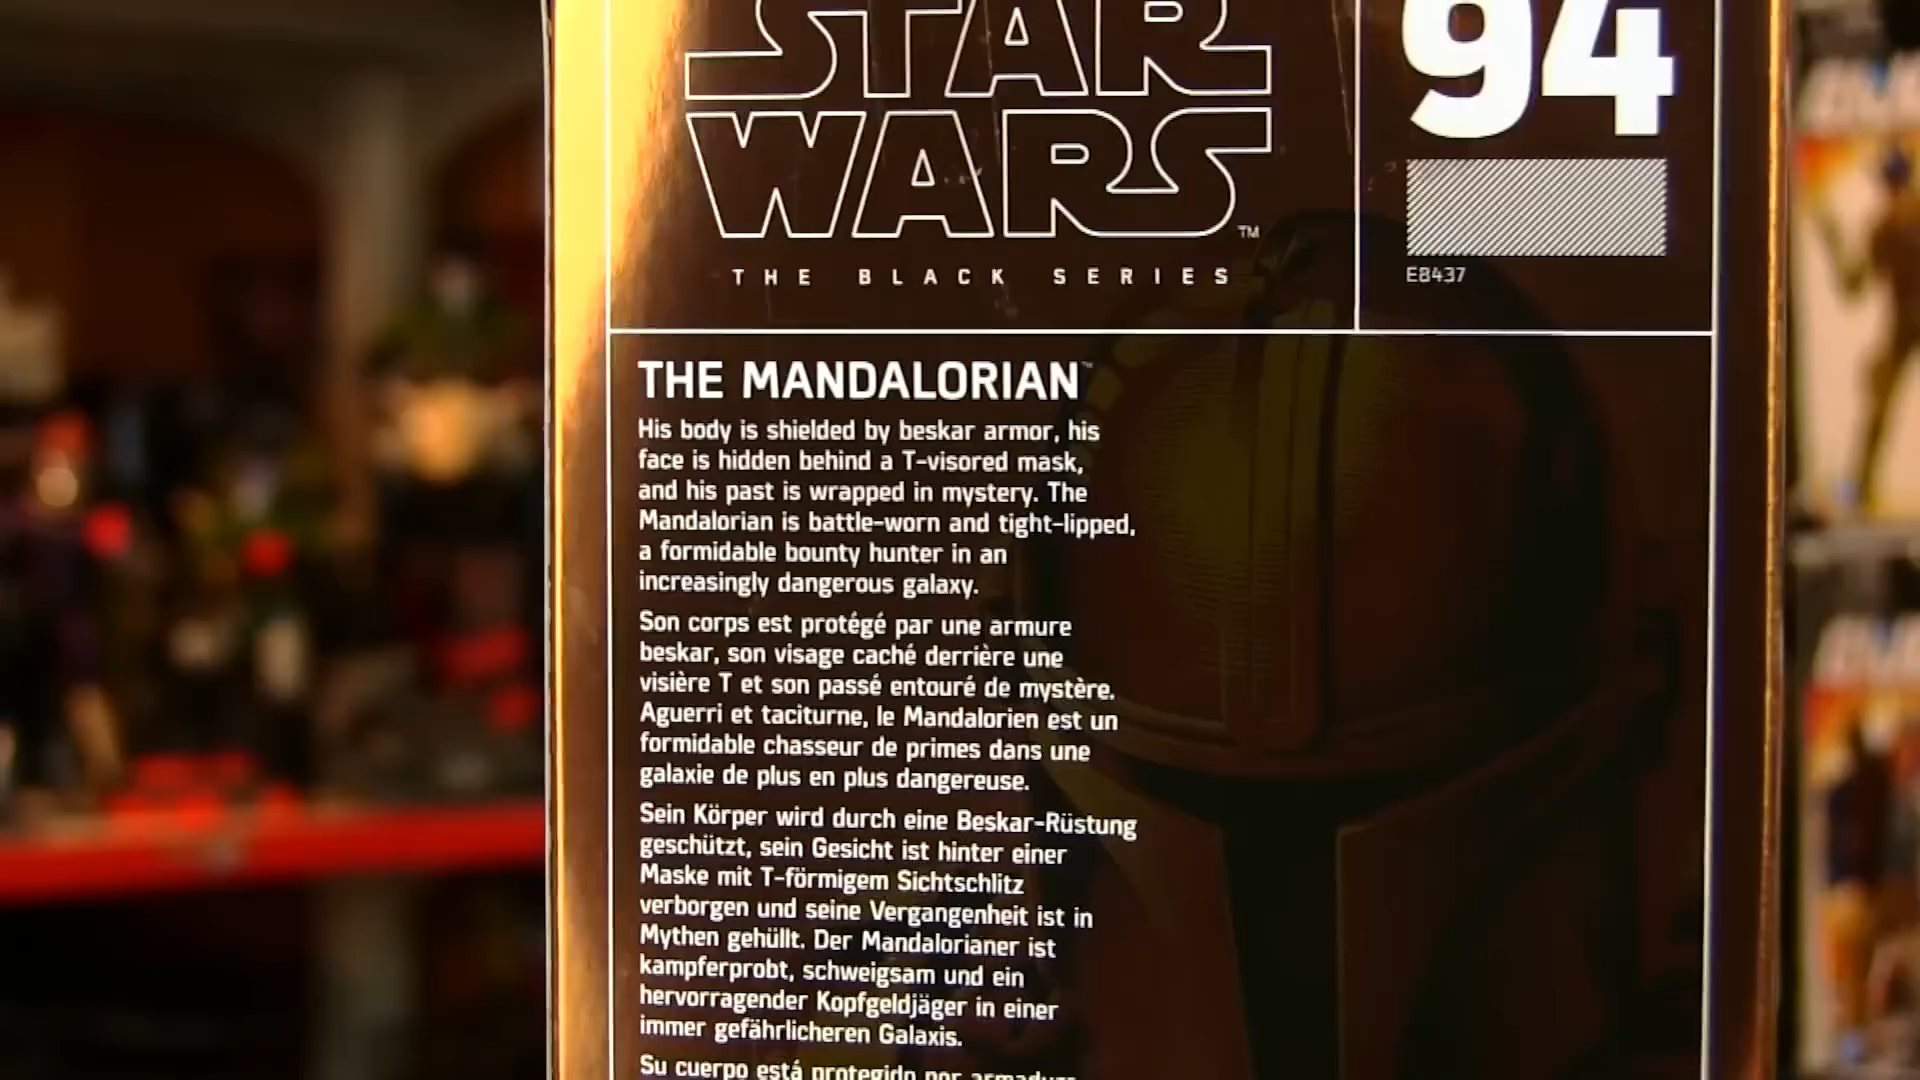 STAR
WARS™
THE BLACK SERIES
94
E8437
THE MANDALORIAN™
His body is shielded by beskar armor, his
face is hidden behind a T-visored mask,
and his past is wrapped in mystery. The
Mandalorian is battle-worn and tight-lipped,
a formidable bounty hunter in an
increasingly dangerous galaxy.
Son corps est protégé par une armure
beskar, son visage caché derrière une
visière T et son passé entouré de mystère.
Aguerri et taciturne, le Mandalorien est un
formidable chasseur de primes dans une
galaxie de plus en plus dangereuse.
Sein Körper wird durch eine Beskar-Rüstung
geschützt, sein Gesicht ist hinter einer
Maske mit T-förmigem Sichtschlitz
verborgen und seine Vergangenheit ist in
Mythen gehüllt. Der Mandalorianer ist
kampferprobt, schweigsam und ein
hervorragender Kopfgeldjäger in einer
immer gefährlicheren Galaxis.
Su cuerpo está protegido por armadura